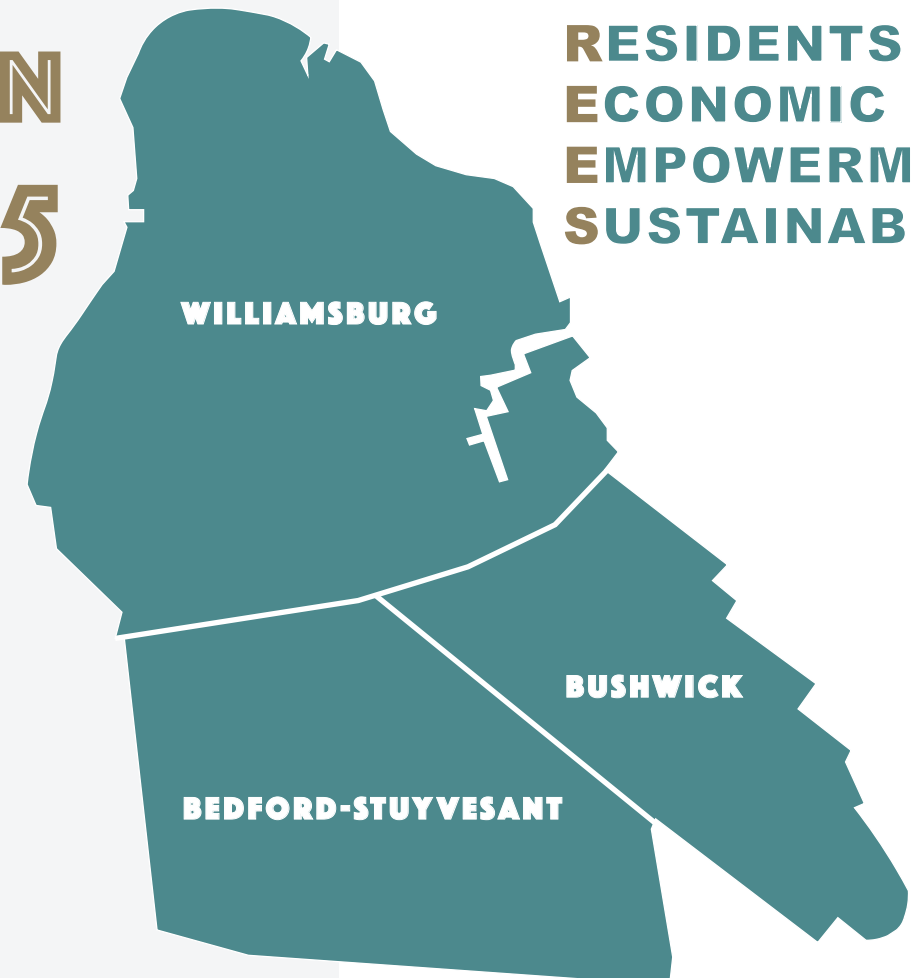 N
5
RESIDENTS
ECONOMIC
EMPOWERM
SUSTAINAB
WILLIAMSBURG
BUSHWICK
BEDFORD-STUYVESANT